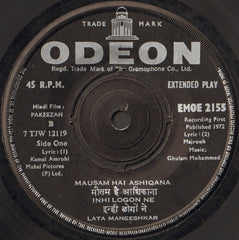 TRADE MARK
ODEON
Regd. Trade Mark of The Gramophone Co., Ltd.
45 R.P.M.
EXTENDED PLAY
Hindi Film:
PAKEEZAH
B
7 TJW 12119
Side One
Lyric: (1)
Kamal Amrohi
Mahal Pictures
(P) Ltd.
EMOE 2155
Recording First
Published 1972
Lyric: (2)
Majrooh
Music:
Ghulam Mohammed
MAUSAM HAI ASHIQANA
मौसम है आशिकाना
INHI LOGON NE
इन्ही लोगों ने
LATA MANGESHKAR